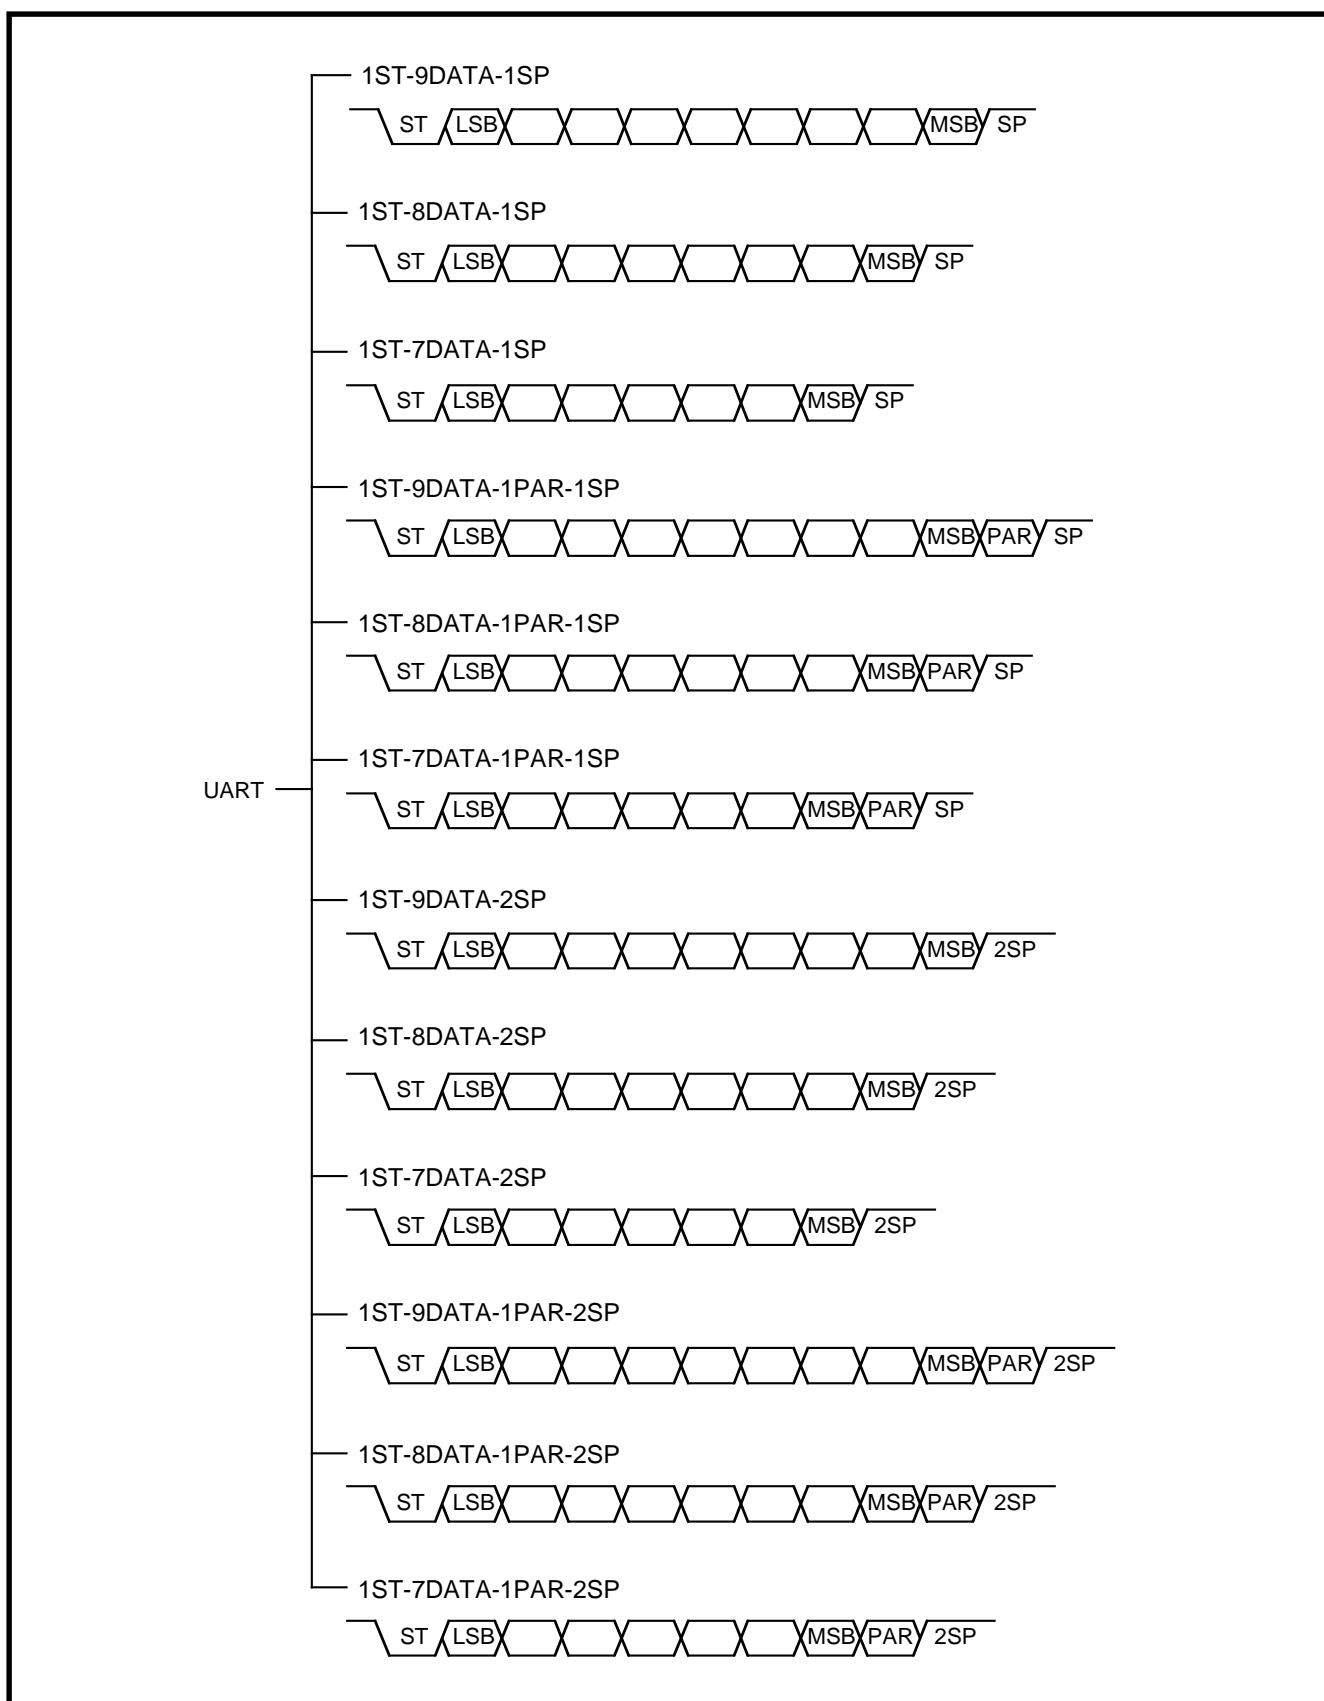 1ST-9DATA-1SP
ST LSB MSB SP
1ST-8DATA-1SP
ST LSB MSB SP
1ST-7DATA-1SP
ST LSB MSB SP
1ST-9DATA-1PAR-1SP
ST LSB MSB PAR SP
1ST-8DATA-1PAR-1SP
ST LSB MSB PAR SP
1ST-7DATA-1PAR-1SP
UART
ST LSB MSB PAR SP
1ST-9DATA-2SP
ST LSB MSB 2SP
1ST-8DATA-2SP
ST LSB MSB 2SP
1ST-7DATA-2SP
ST LSB MSB 2SP
1ST-9DATA-1PAR-2SP
ST LSB MSB PAR 2SP
1ST-8DATA-1PAR-2SP
ST LSB MSB PAR 2SP
1ST-7DATA-1PAR-2SP
ST LSB MSB PAR 2SP